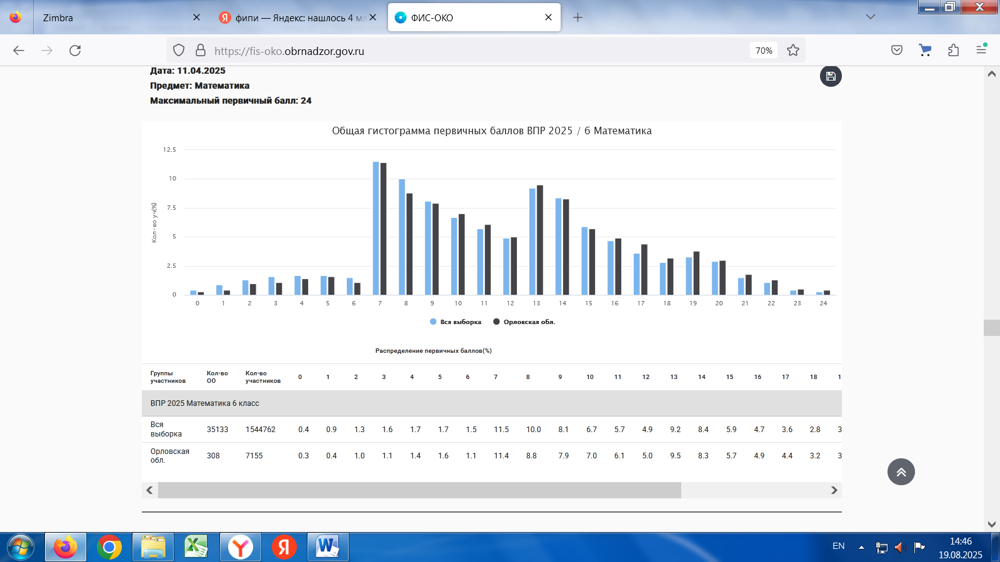 Zimbra
фипи — Яндекс: нашлось 4 мл
ФИС-ОКО
https://fis-oko.obrnadzor.gov.ru
70%
Дата: 11.04.2025
Предмет: Математика
Максимальный первичный балл: 24
Общая гистограмма первичных баллов ВПР 2025 / 6 Математика
Кол-во уч(%)
12.5
10
7.5
5
2.5
0
0 1 2 3 4 5 6 7 8 9 10 11 12 13 14 15 16 17 18 19 20 21 22 23 24
Вся выборка Орловская обл.
Распределение первичных баллов(%)
Группы участников Кол-во ОО Кол-во участников 0 1 2 3 4 5 6 7 8 9 10 11 12 13 14 15 16 17 18 1
ВПР 2025 Математика 6 класс
Вся выборка 35133 1544762 0.4 0.9 1.3 1.6 1.7 1.7 1.5 11.5 10.0 8.1 6.7 5.7 4.9 9.2 8.4 5.9 4.7 3.6 2.8 3
Орловская обл. 308 7155 0.3 0.4 1.0 1.1 1.4 1.6 1.1 11.4 8.8 7.9 7.0 6.1 5.0 9.5 8.3 5.7 4.9 4.4 3.2 3
EN
14:46
19.08.2025